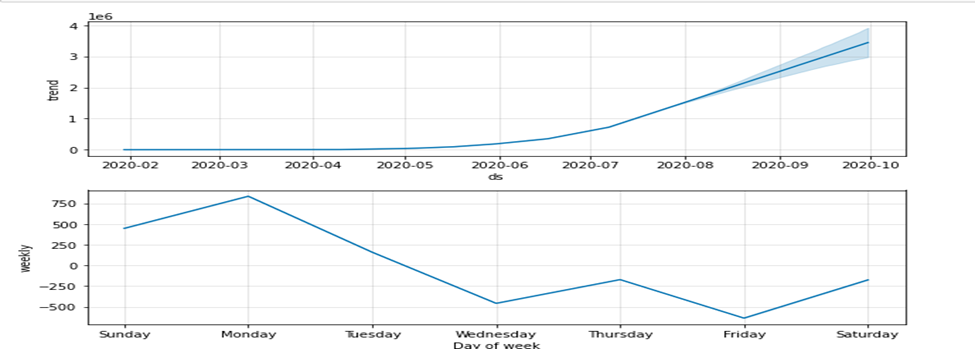 1e6
4
3
2
1
0
trend
2020-02 2020-03 2020-04 2020-05 2020-06 2020-07 2020-08 2020-09 2020-10
ds
750
500
250
0
−250
−500
weekly
Sunday Monday Tuesday Wednesday Thursday Friday Saturday
Day of week